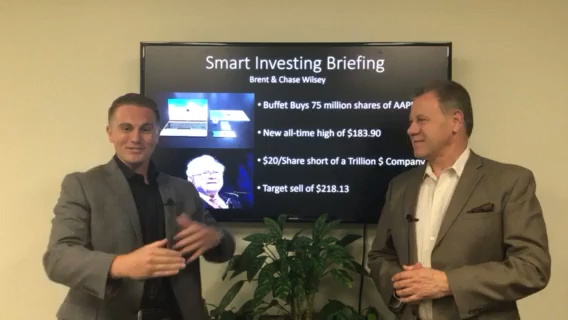 Smart Investing Briefing
Brent & Chase Wilsey
• Buffet Buys 75 million shares of AAP
• New all-time high of $183.90
• $20/Share short of a Trillion $ Company
• Target sell of $218.13